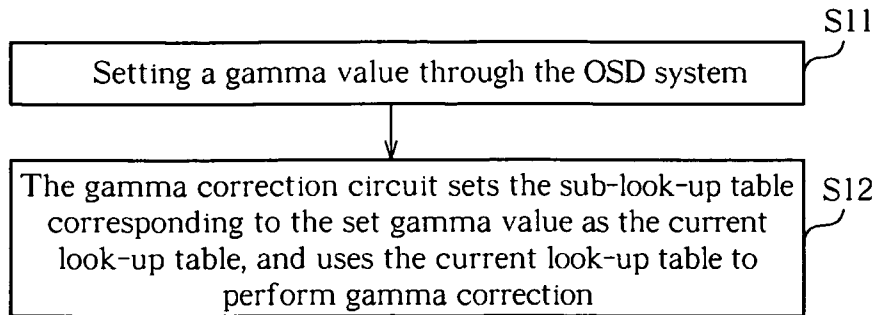 S11
Setting a gamma value through the OSD system
The gamma correction circuit sets the sub-look-up table
S12
corresponding to the set gamma value as the current
look-up table, and uses the current look-up table to
perform gamma correction